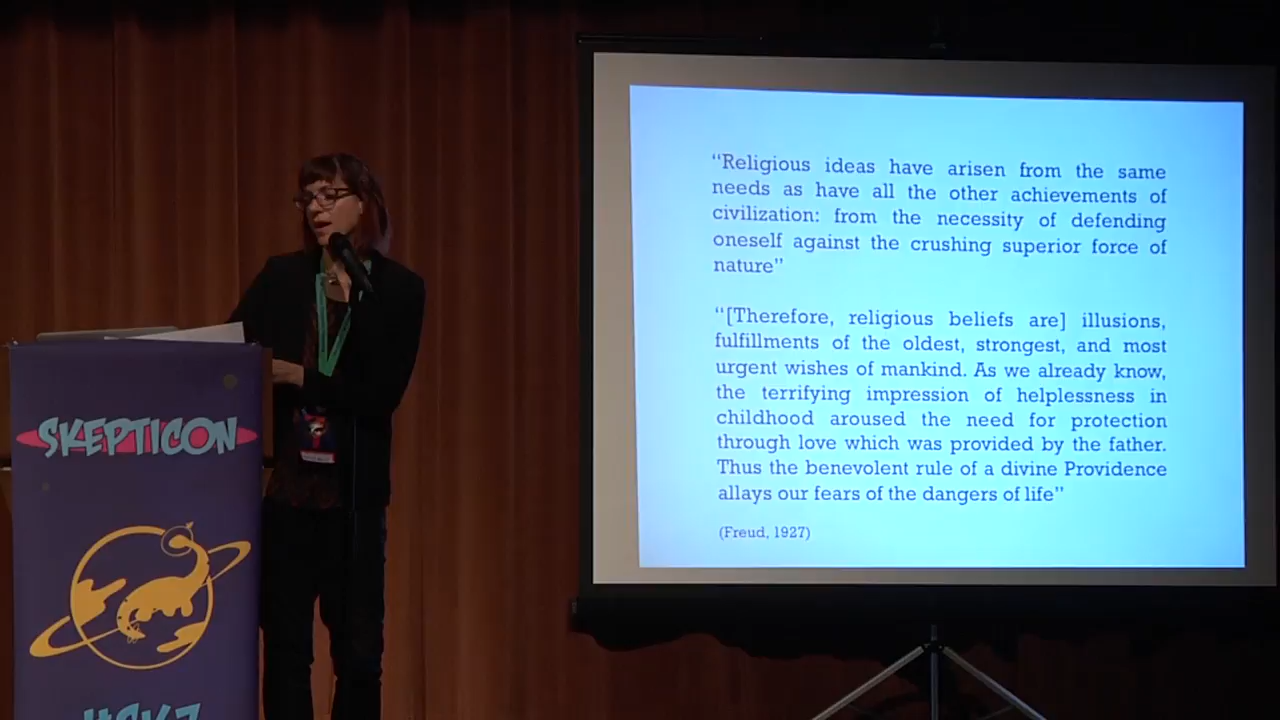 “Religious ideas have arisen from the same
needs as have all the other achievements of
civilization: from the necessity of defending
oneself against the crushing superior force of
nature”
“[Therefore, religious beliefs are] illusions,
fulfillments of the oldest, strongest, and most
urgent wishes of mankind. As we already know,
the terrifying impression of helplessness in
childhood aroused the need for protection
through love which was provided by the father.
Thus the benevolent rule of a divine Providence
allays our fears of the dangers of life”
(Freud, 1927)
SKEPTICON